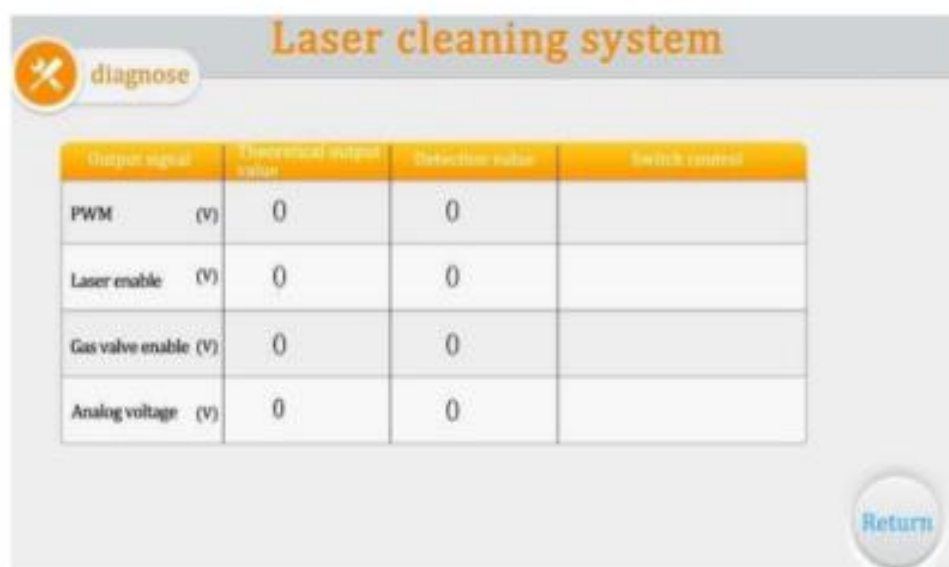 Laser cleaning system
diagnose
Output signal
Theoretical output
value
Detection value
Switch control
PWM (V) 0 0
Laser enable (V) 0 0
Gas valve enable (V) 0 0
Analog voltage (V) 0 0
Return